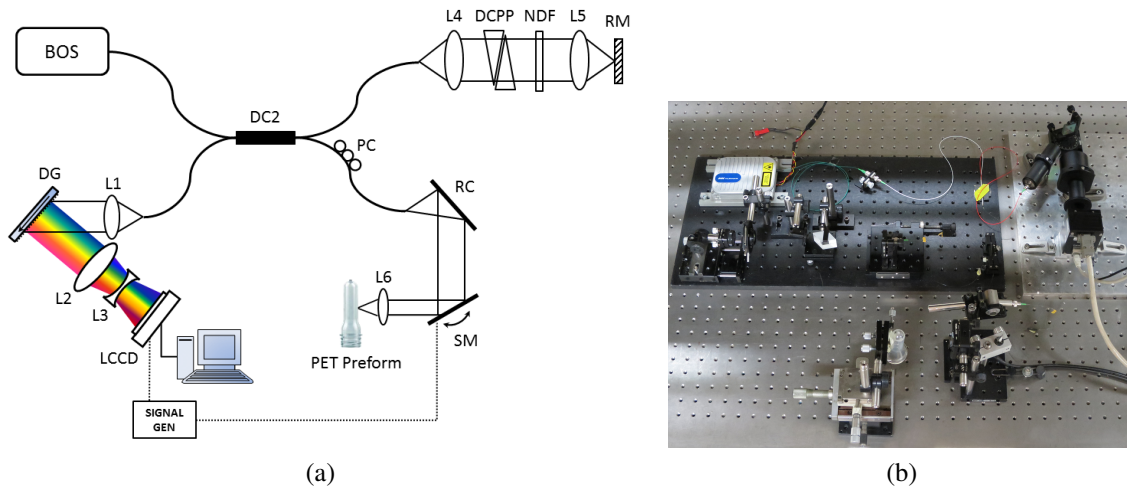 BOS
L4 DCPP NDF L5 RM
DC2
PC
DG
L1
RC
L2
L3
L6
LCCD
PET Preform
SM
SIGNAL
GEN
(a)
(b)